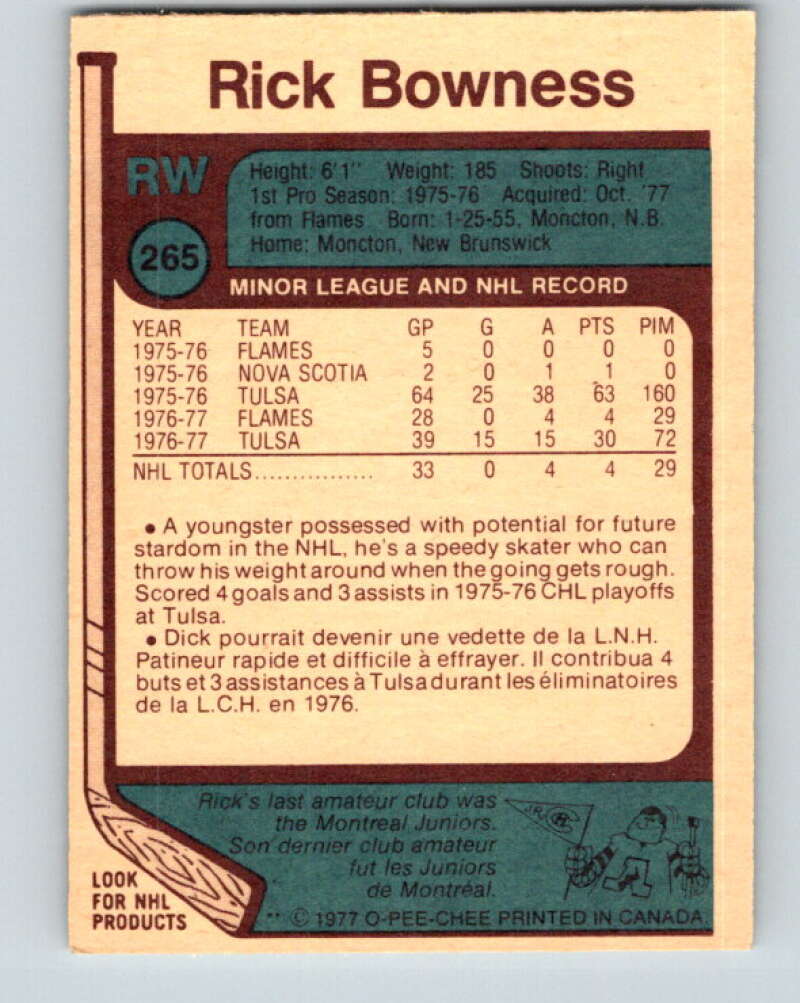 Rick Bowness
RW
265
Height: 6'1" Weight: 185 Shoots: Right
1st Pro Season: 1975-76 Acquired: Oct. '77
from Flames Born: 1-25-55, Moncton, N.B.
Home: Moncton, New Brunswick
MINOR LEAGUE AND NHL RECORD
YEAR TEAM GP G A PTS PIM
1975-76 FLAMES 5 0 0 0 0
1975-76 NOVA SCOTIA 2 0 1 1 0
1975-76 TULSA 64 25 38 63 160
1976-77 FLAMES 28 0 4 4 29
1976-77 TULSA 39 15 15 30 72
NHL TOTALS................ 33 0 4 4 29
• A youngster possessed with potential for future
stardom in the NHL, he's a speedy skater who can
throw his weight around when the going gets rough.
Scored 4 goals and 3 assists in 1975-76 CHL playoffs
at Tulsa.
• Dick pourrait devenir une vedette de la L.N.H.
Patineur rapide et difficile à effrayer. Il contribua 4
buts et 3 assistances à Tulsa durant les éliminatoires
de la L.C.H. en 1976.
Rick's last amateur club was
the Montreal Juniors.
Son dernier club amateur
fut les Juniors
de Montréal.
JR. CH
LOOK
FOR NHL
PRODUCTS
** © 1977 O-PEE-CHEE PRINTED IN CANADA.